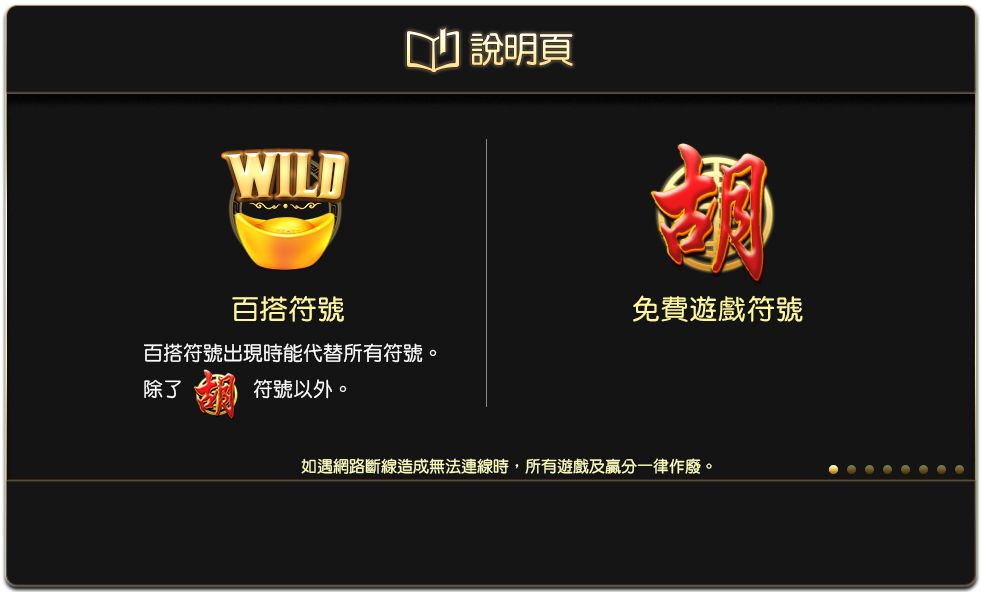 說明頁
WILD
百搭符號
百搭符號出現時能代替所有符號。
除了 胡 符號以外。
胡
免費遊戲符號
如遇網路斷線造成無法連線時，所有遊戲及贏分一律作廢。